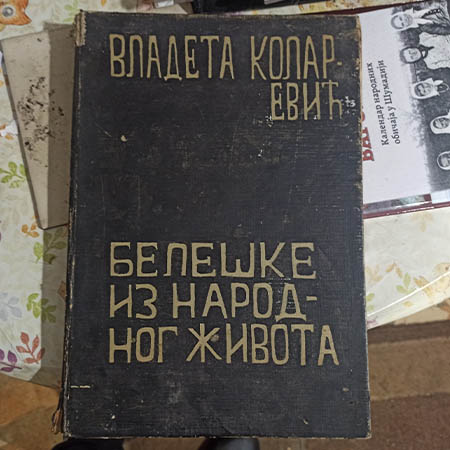 ВЛАДЕТА КОЛАР-
ЕВИЋ
БЕЛЕШКЕ
ИЗ НАРОД-
НОГ ЖИВОТА
Календар народних
обичаја у Шумадији